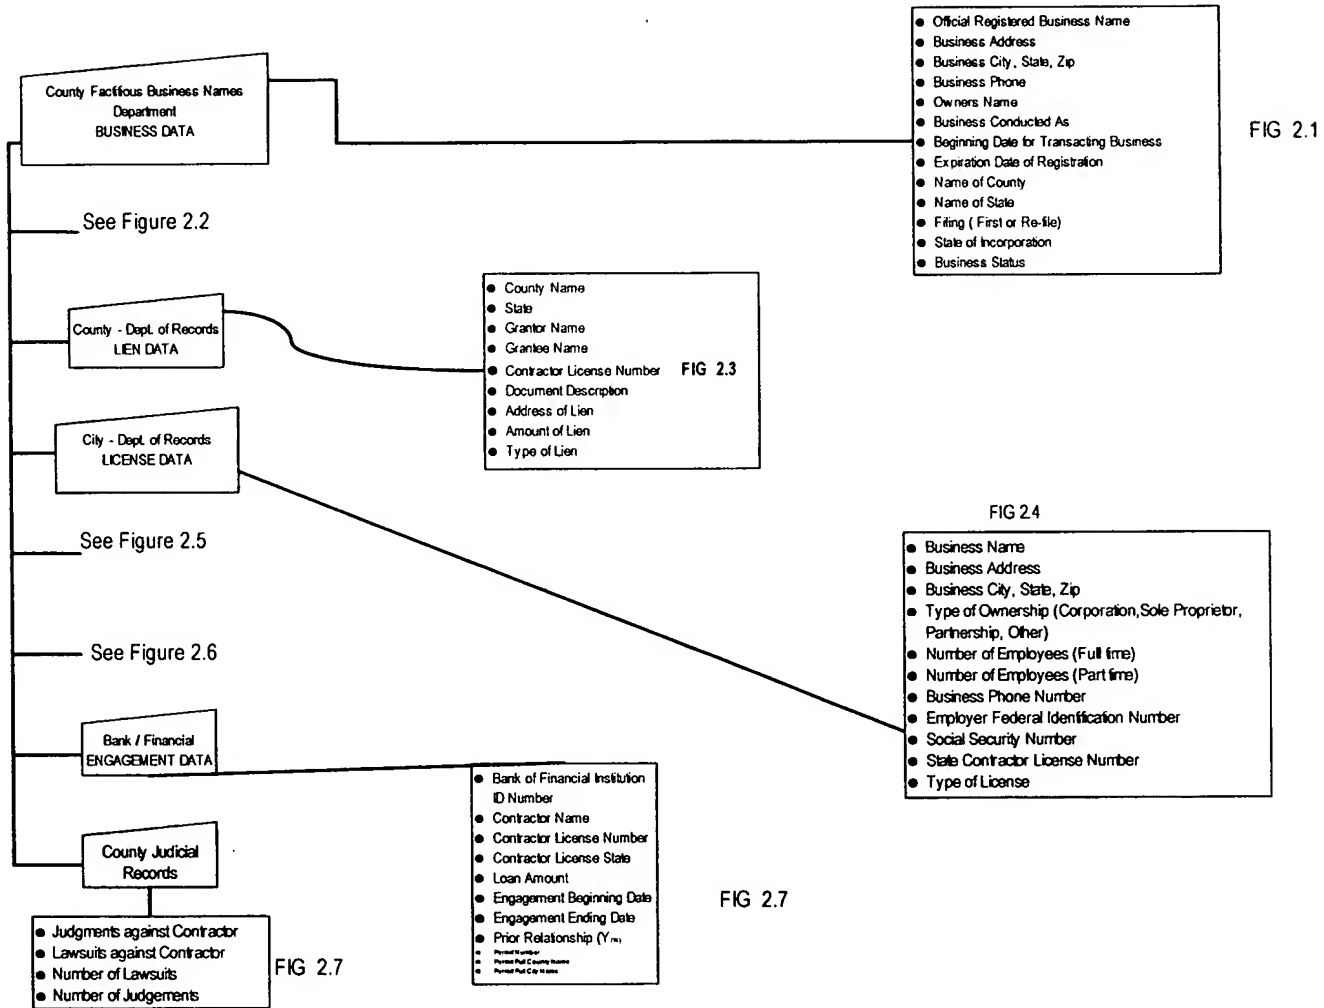 County Factitious Business Names
Department
BUSINESS DATA
● Official Registered Business Name
● Business Address
● Business City, State, Zip
● Business Phone
● Owners Name
● Business Conducted As
● Beginning Date for Transacting Business
● Expiration Date of Registration
● Name of County
● Name of State
● Filing ( First or Re-file)
● State of Incorporation
● Business Status
FIG 2.1
See Figure 2.2
County - Dept. of Records
LIEN DATA
● County Name
● State
● Grantor Name
● Grantee Name
● Contractor License Number
● Document Description
● Address of Lien
● Amount of Lien
● Type of Lien
FIG 2.3
City - Dept. of Records
LICENSE DATA
See Figure 2.5
FIG 2.4
● Business Name
● Business Address
● Business City, State, Zip
● Type of Ownership (Corporation,Sole Proprietor,
Partnership, Other)
● Number of Employees (Full time)
● Number of Employees (Part time)
● Business Phone Number
● Employer Federal Identification Number
● Social Security Number
● State Contractor License Number
● Type of License
See Figure 2.6
Bank / Financial
ENGAGEMENT DATA
● Bank of Financial Institution
ID Number
● Contractor Name
● Contractor License Number
● Contractor License State
● Loan Amount
● Engagement Beginning Date
● Engagement Ending Date
● Prior Relationship
● Permit Number
● Permit Pull County Name
● Permit Pull City Name
FIG 2.7
County Judicial
Records
● Judgments against Contractor
● Lawsuits against Contractor
● Number of Lawsuits
● Number of Judgements
FIG 2.7